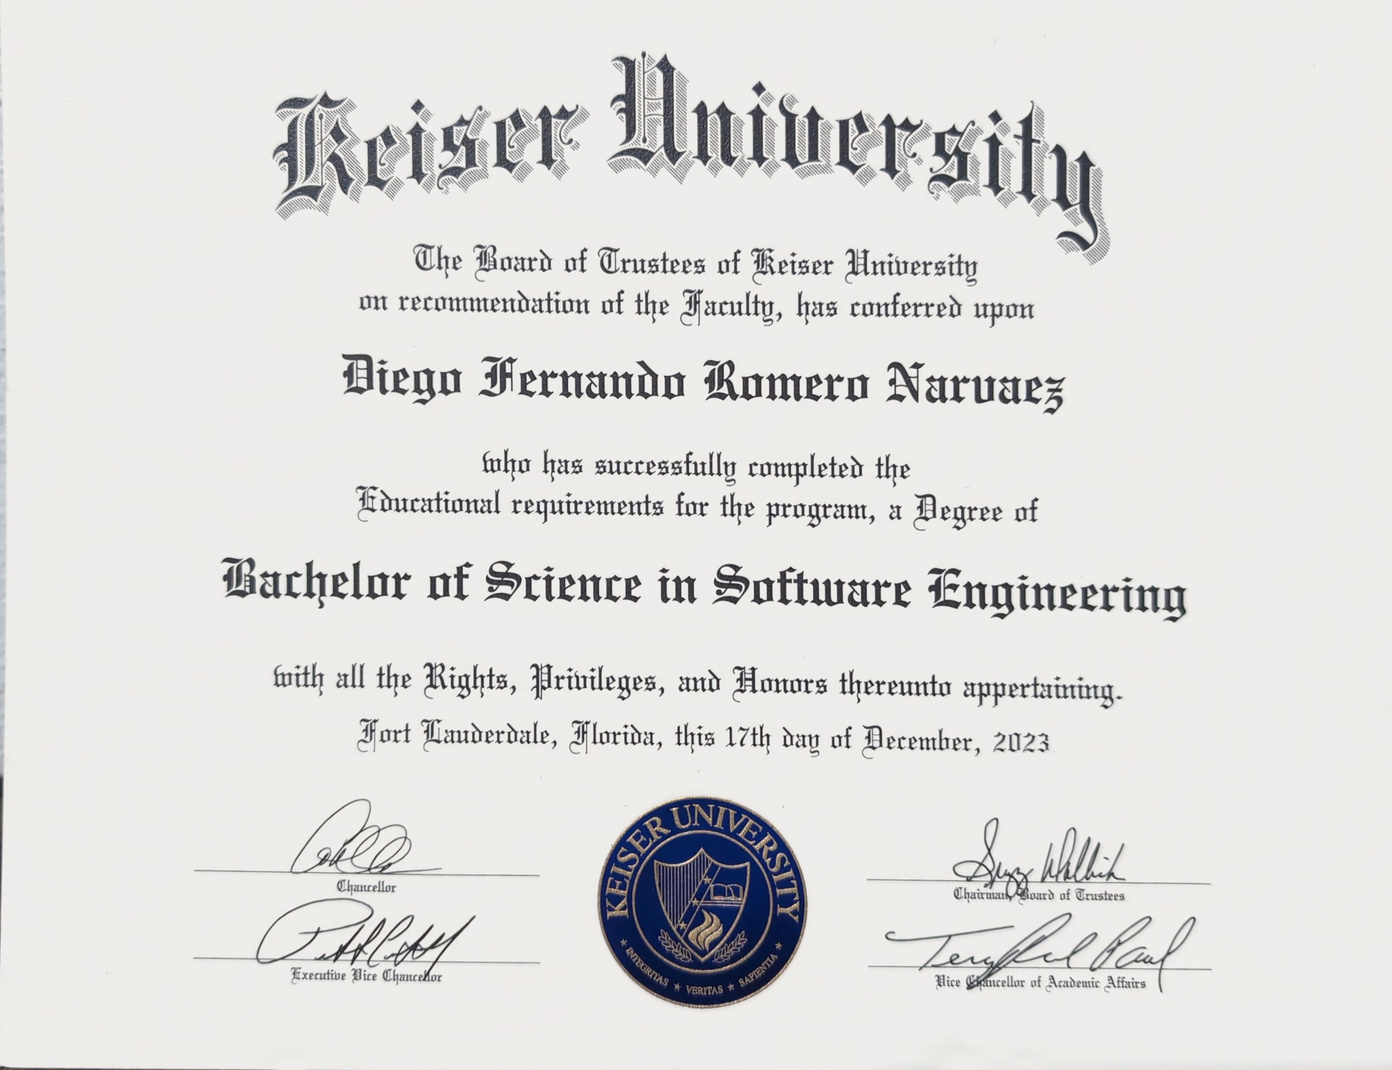 Keiser University
The Board of Trustees of Keiser University
on recommendation of the Faculty, has conferred upon
Diego Fernando Romero Narvaez
who has successfully completed the
Educational requirements for the program, a Degree of
Bachelor of Science in Software Engineering
with all the Rights, Privileges, and Honors thereunto appertaining.
Fort Lauderdale, Florida, this 17th day of December, 2023
Chancellor
Chairman, Board of Trustees
Executive Vice Chancellor
Vice Chancellor of Academic Affairs
KEISER UNIVERSITY
INTEGRITAS ★ VERITAS ★ SAPIENTIA